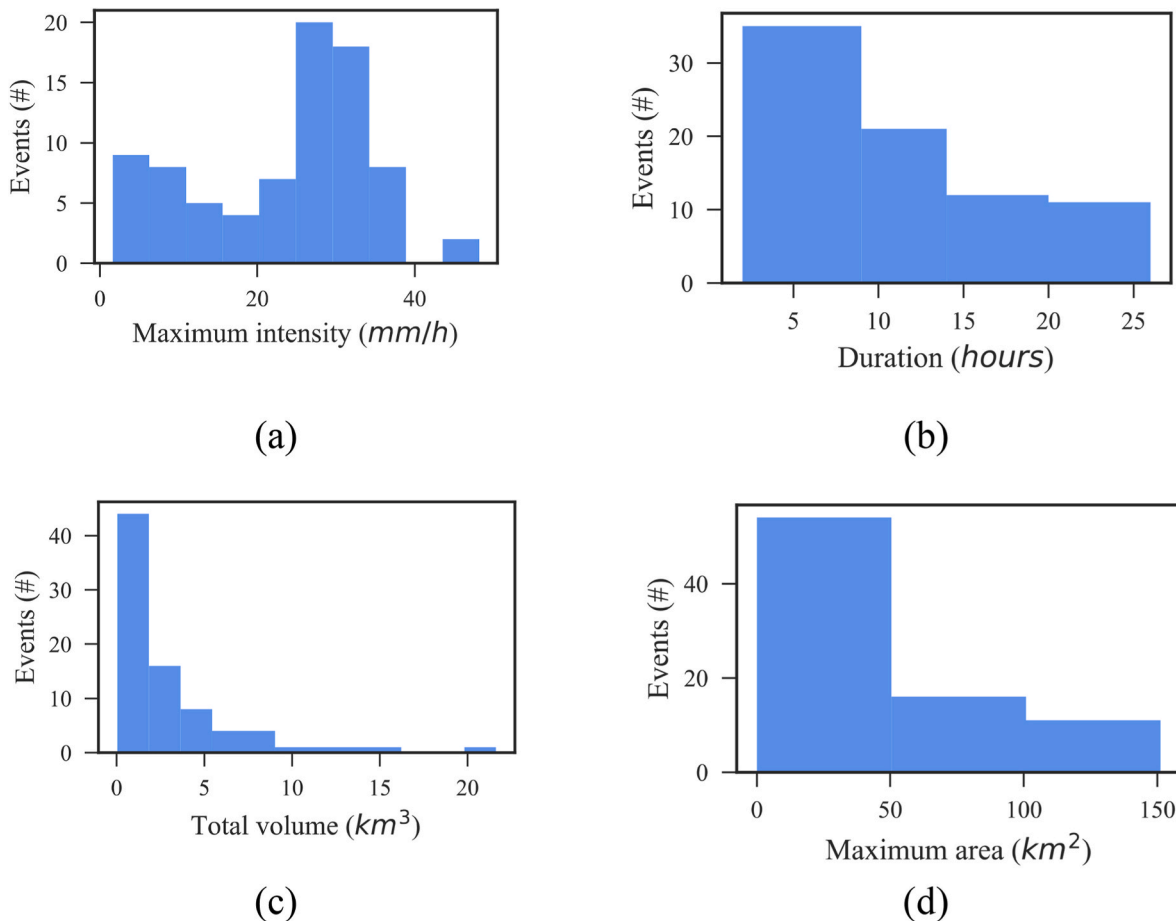 20
15
10
5
0
Events (#)
0
20
40
Maximum intensity (mm/h)
(a)
30
20
10
0
Events (#)
5
10
15
20
25
Duration (hours)
(b)
40
30
20
10
0
Events (#)
0
5
10
15
20
Total volume (km³)
(c)
40
20
0
Events (#)
0
50
100
150
Maximum area (km²)
(d)